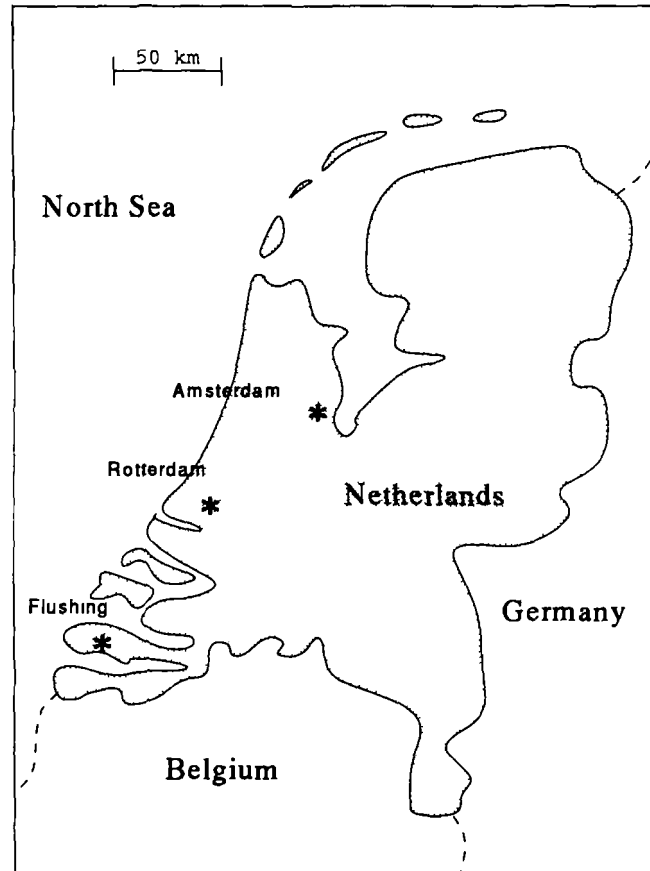 50 km
North Sea
Amsterdam
Rotterdam
Netherlands
Flushing
Germany
Belgium